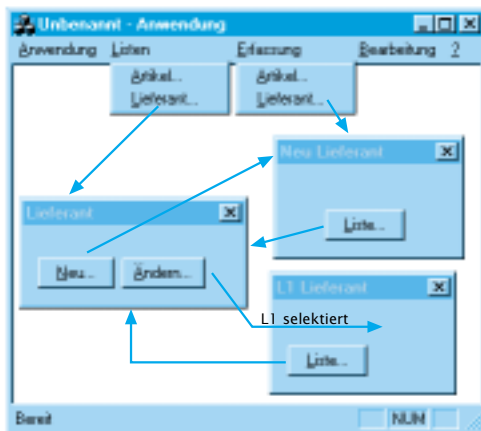 Unbenannt - Anwendung
Anwendung Listen Erfassung Bearbeitung ?
Artikel... Artikel...
Lieferant... Lieferant...
Neu Lieferant
Lieferant
Liste...
Neu... Ändern...
L1 Lieferant
L1 selektiert
Liste...
Bereit NUM